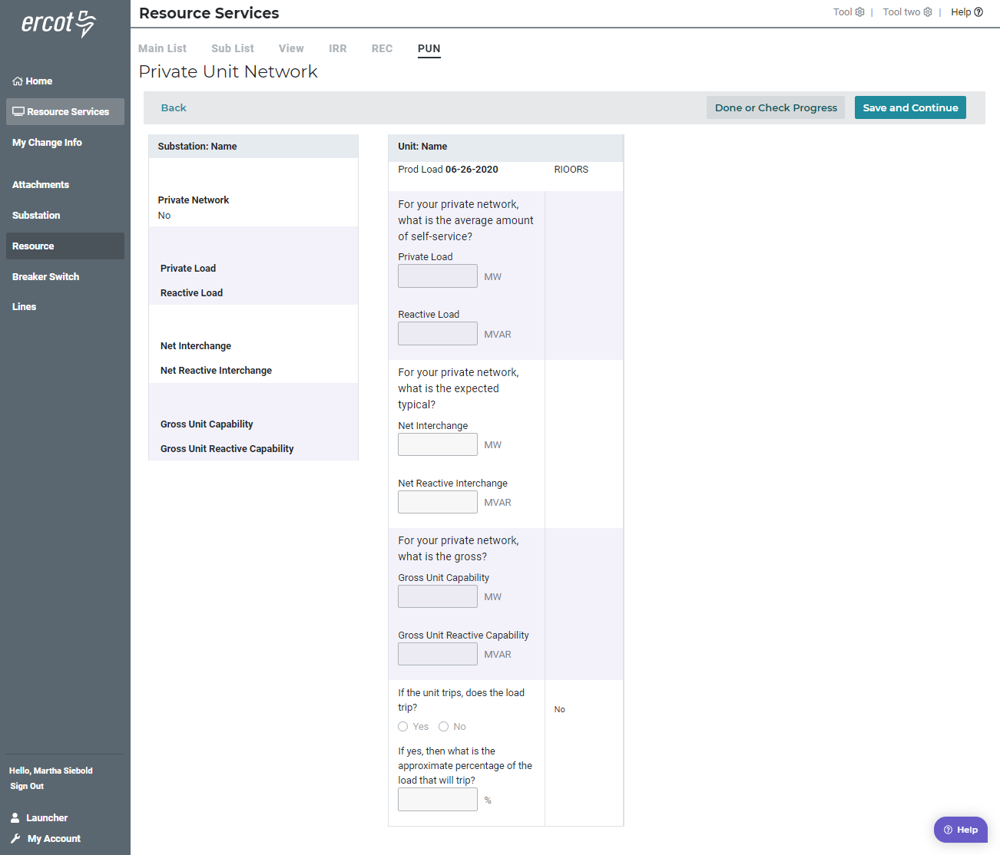 ercot
Resource Services
Tool | Tool two | Help
Home
Resource Services
My Change Info
Attachments
Substation
Resource
Breaker Switch
Lines
Hello, Martha Siebold
Sign Out
Launcher
My Account
Main List Sub List View IRR REC PUN
Private Unit Network
Back Done or Check Progress Save and Continue
Substation: Name
Private Network
No
Private Load
Reactive Load
Net Interchange
Net Reactive Interchange
Gross Unit Capability
Gross Unit Reactive Capability
Unit: Name
Prod Load 06-26-2020 RIOORS
For your private network,
what is the average amount
of self-service?
Private Load
MW
Reactive Load
MVAR
For your private network,
what is the expected
typical?
Net Interchange
MW
Net Reactive Interchange
MVAR
For your private network,
what is the gross?
Gross Unit Capability
MW
Gross Unit Reactive Capability
MVAR
If the unit trips, does the load
trip?
No
Yes No
If yes, then what is the
approximate percentage of the
load that will trip?
%
Help